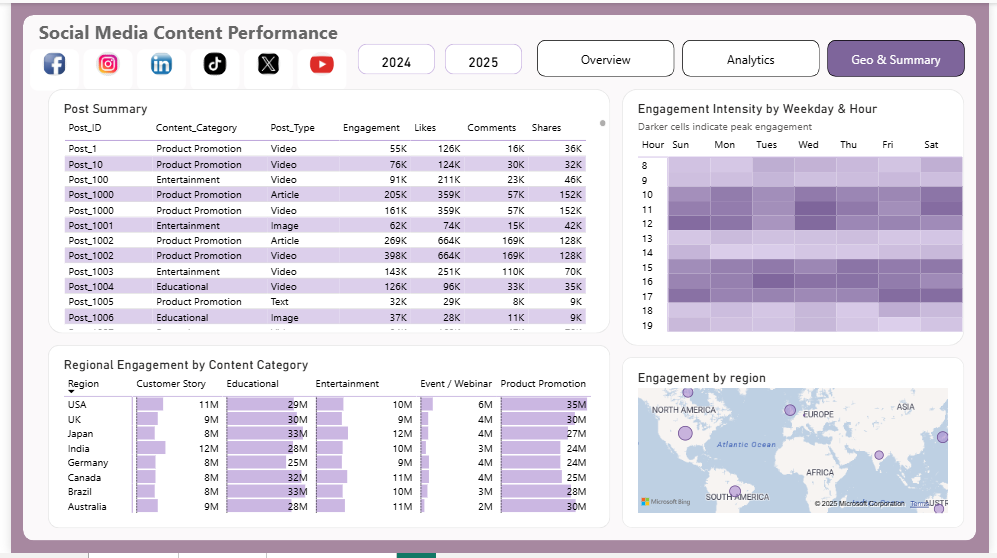 Social Media Content Performance
2024
2025
Overview
Analytics
Geo & Summary
Post Summary
Post_ID Content_Category Post_Type Engagement Likes Comments Shares
Post_1 Product Promotion Video 55K 126K 16K 36K
Post_10 Product Promotion Video 76K 124K 30K 32K
Post_100 Entertainment Video 91K 211K 23K 46K
Post_1000 Product Promotion Article 205K 359K 57K 152K
Post_1000 Product Promotion Video 161K 359K 57K 152K
Post_1001 Entertainment Image 62K 74K 15K 42K
Post_1002 Product Promotion Article 269K 664K 169K 128K
Post_1002 Product Promotion Video 398K 664K 169K 128K
Post_1003 Entertainment Video 143K 251K 110K 70K
Post_1004 Educational Video 126K 96K 33K 35K
Post_1005 Product Promotion Text 32K 29K 8K 9K
Post_1006 Educational Image 37K 28K 11K 9K
Engagement Intensity by Weekday & Hour
Darker cells indicate peak engagement
Hour Sun Mon Tues Wed Thu Fri Sat
8
9
10
11
12
13
14
15
16
17
18
19
Regional Engagement by Content Category
Region Customer Story Educational Entertainment Event / Webinar Product Promotion
USA 11M 29M 10M 6M 35M
UK 9M 30M 9M 4M 30M
Japan 8M 33M 12M 4M 27M
India 12M 28M 10M 3M 24M
Germany 8M 25M 9M 4M 24M
Canada 8M 32M 11M 4M 25M
Brazil 8M 33M 10M 3M 28M
Australia 9M 28M 11M 2M 30M
Engagement by region
NORTH AMERICA
EUROPE
ASIA
Atlantic Ocean
AFRICA
SOUTH AMERICA
Microsoft Bing
© 2025 Microsoft Corporation Terms